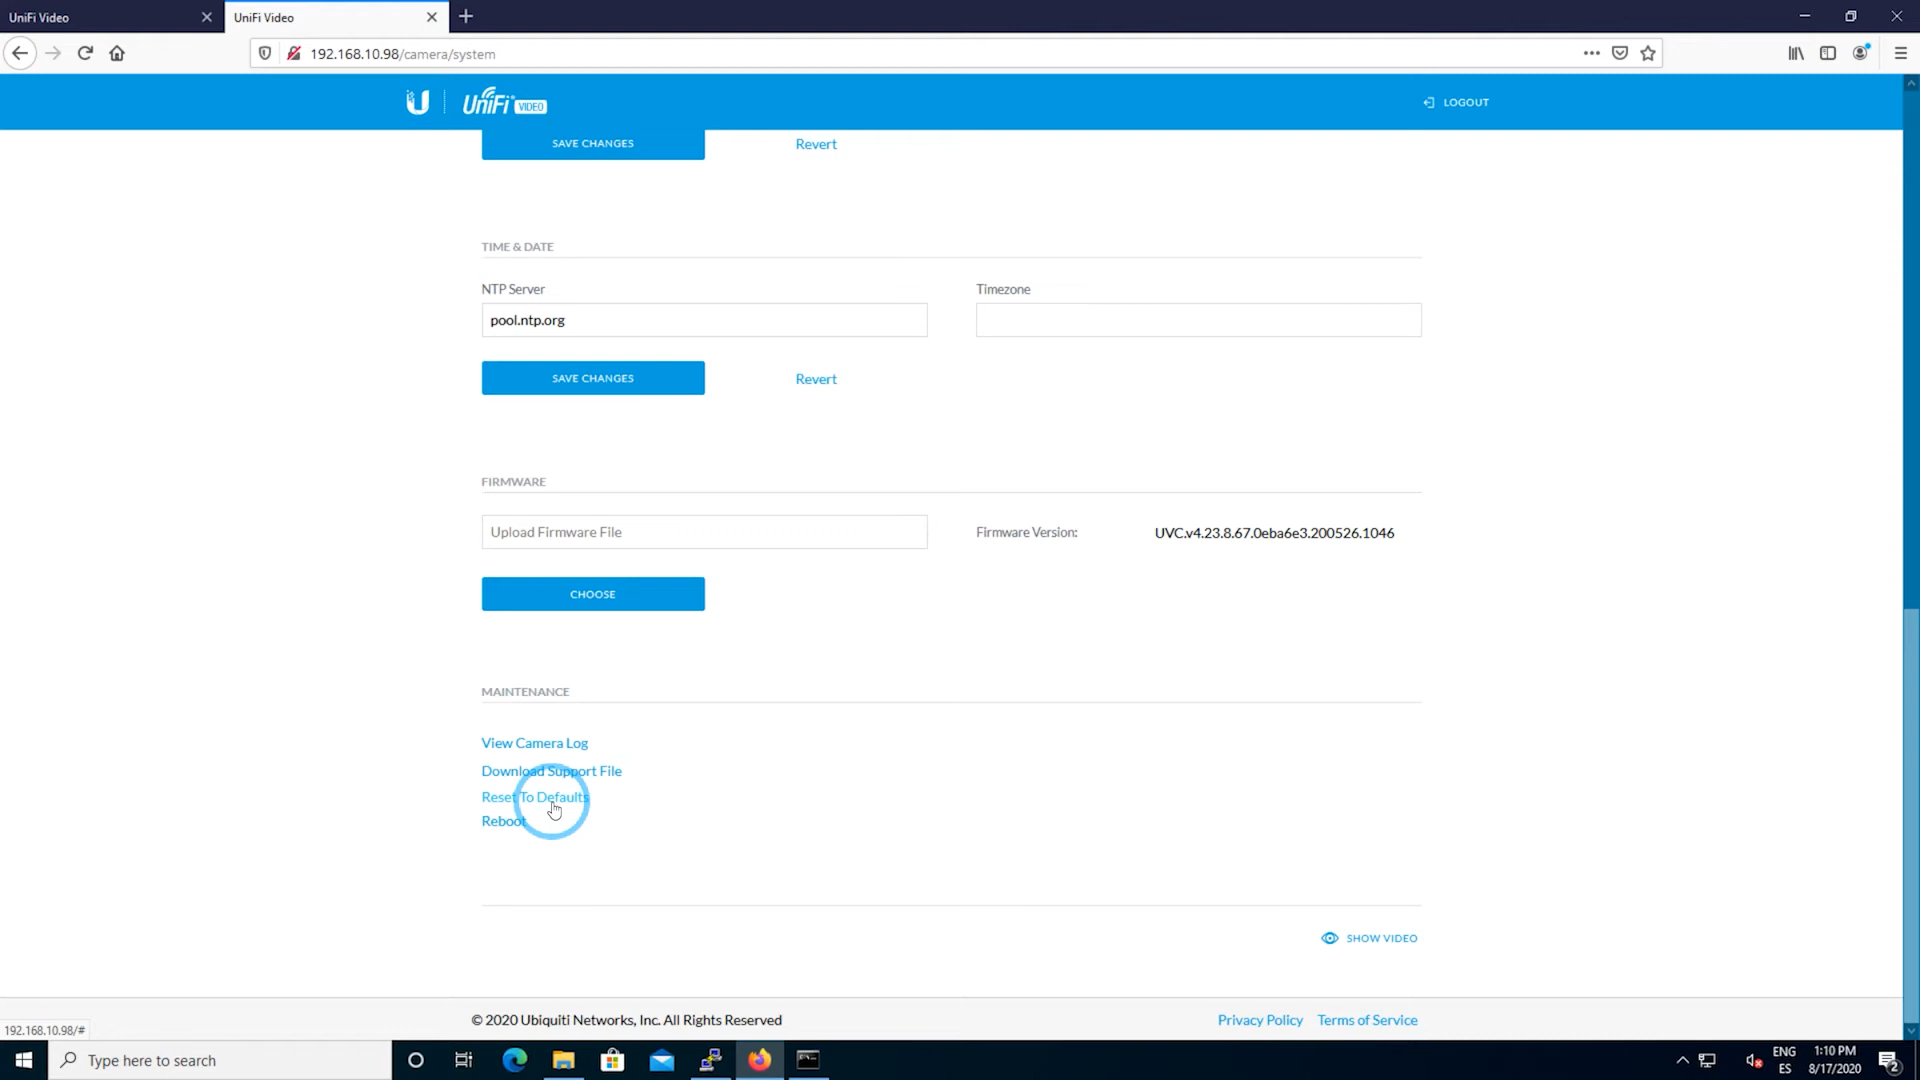 UniFi Video
UniFi Video
192.168.10.98/camera/system
UniFi VIDEO
LOGOUT
SAVE CHANGES
Revert
TIME & DATE
NTP Server
Timezone
pool.ntp.org
SAVE CHANGES
Revert
FIRMWARE
Upload Firmware File
Firmware Version:
UVC.v4.23.8.67.0eba6e3.200526.1046
CHOOSE
MAINTENANCE
View Camera Log
Download Support File
Reset To Defaults
Reboot
SHOW VIDEO
© 2020 Ubiquiti Networks, Inc. All Rights Reserved
Privacy Policy
Terms of Service
192.168.10.98/#
Type here to search
ENG
ES
1:10 PM
8/17/2020
2